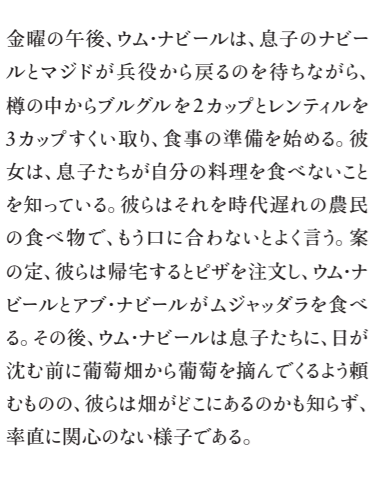 金曜の午後、ウム・ナビールは、息子のナビー
ルとマジドが兵役から戻るのを待ちながら、
樽の中からブルグルを2カップとレンティルを
3カップすくい取り、食事の準備を始める。彼
女は、息子たちが自分の料理を食べないこと
を知っている。彼らはそれを時代遅れの農民
の食べ物で、もう口に合わないとよく言う。案
の定、彼らは帰宅するとピザを注文し、ウム・ナ
ビールとアブ・ナビールがムジャッダラを食べ
る。その後、ウム・ナビールは息子たちに、日が
沈む前に葡萄畑から葡萄を摘んでくるよう頼
むものの、彼らは畑がどこにあるのかも知らず、
率直に関心のない様子である。